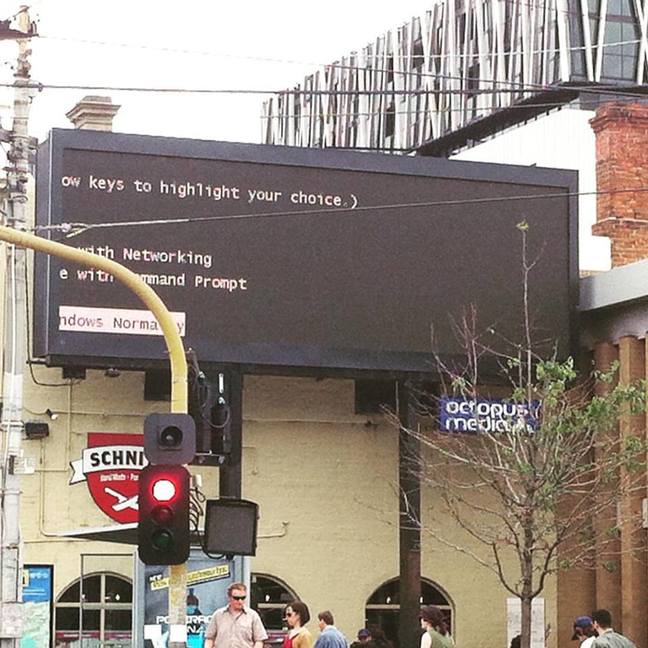 ow keys to highlight your choice.)
with Networking
e with Command Prompt
ndows Normally
octopus
media
SCHNI